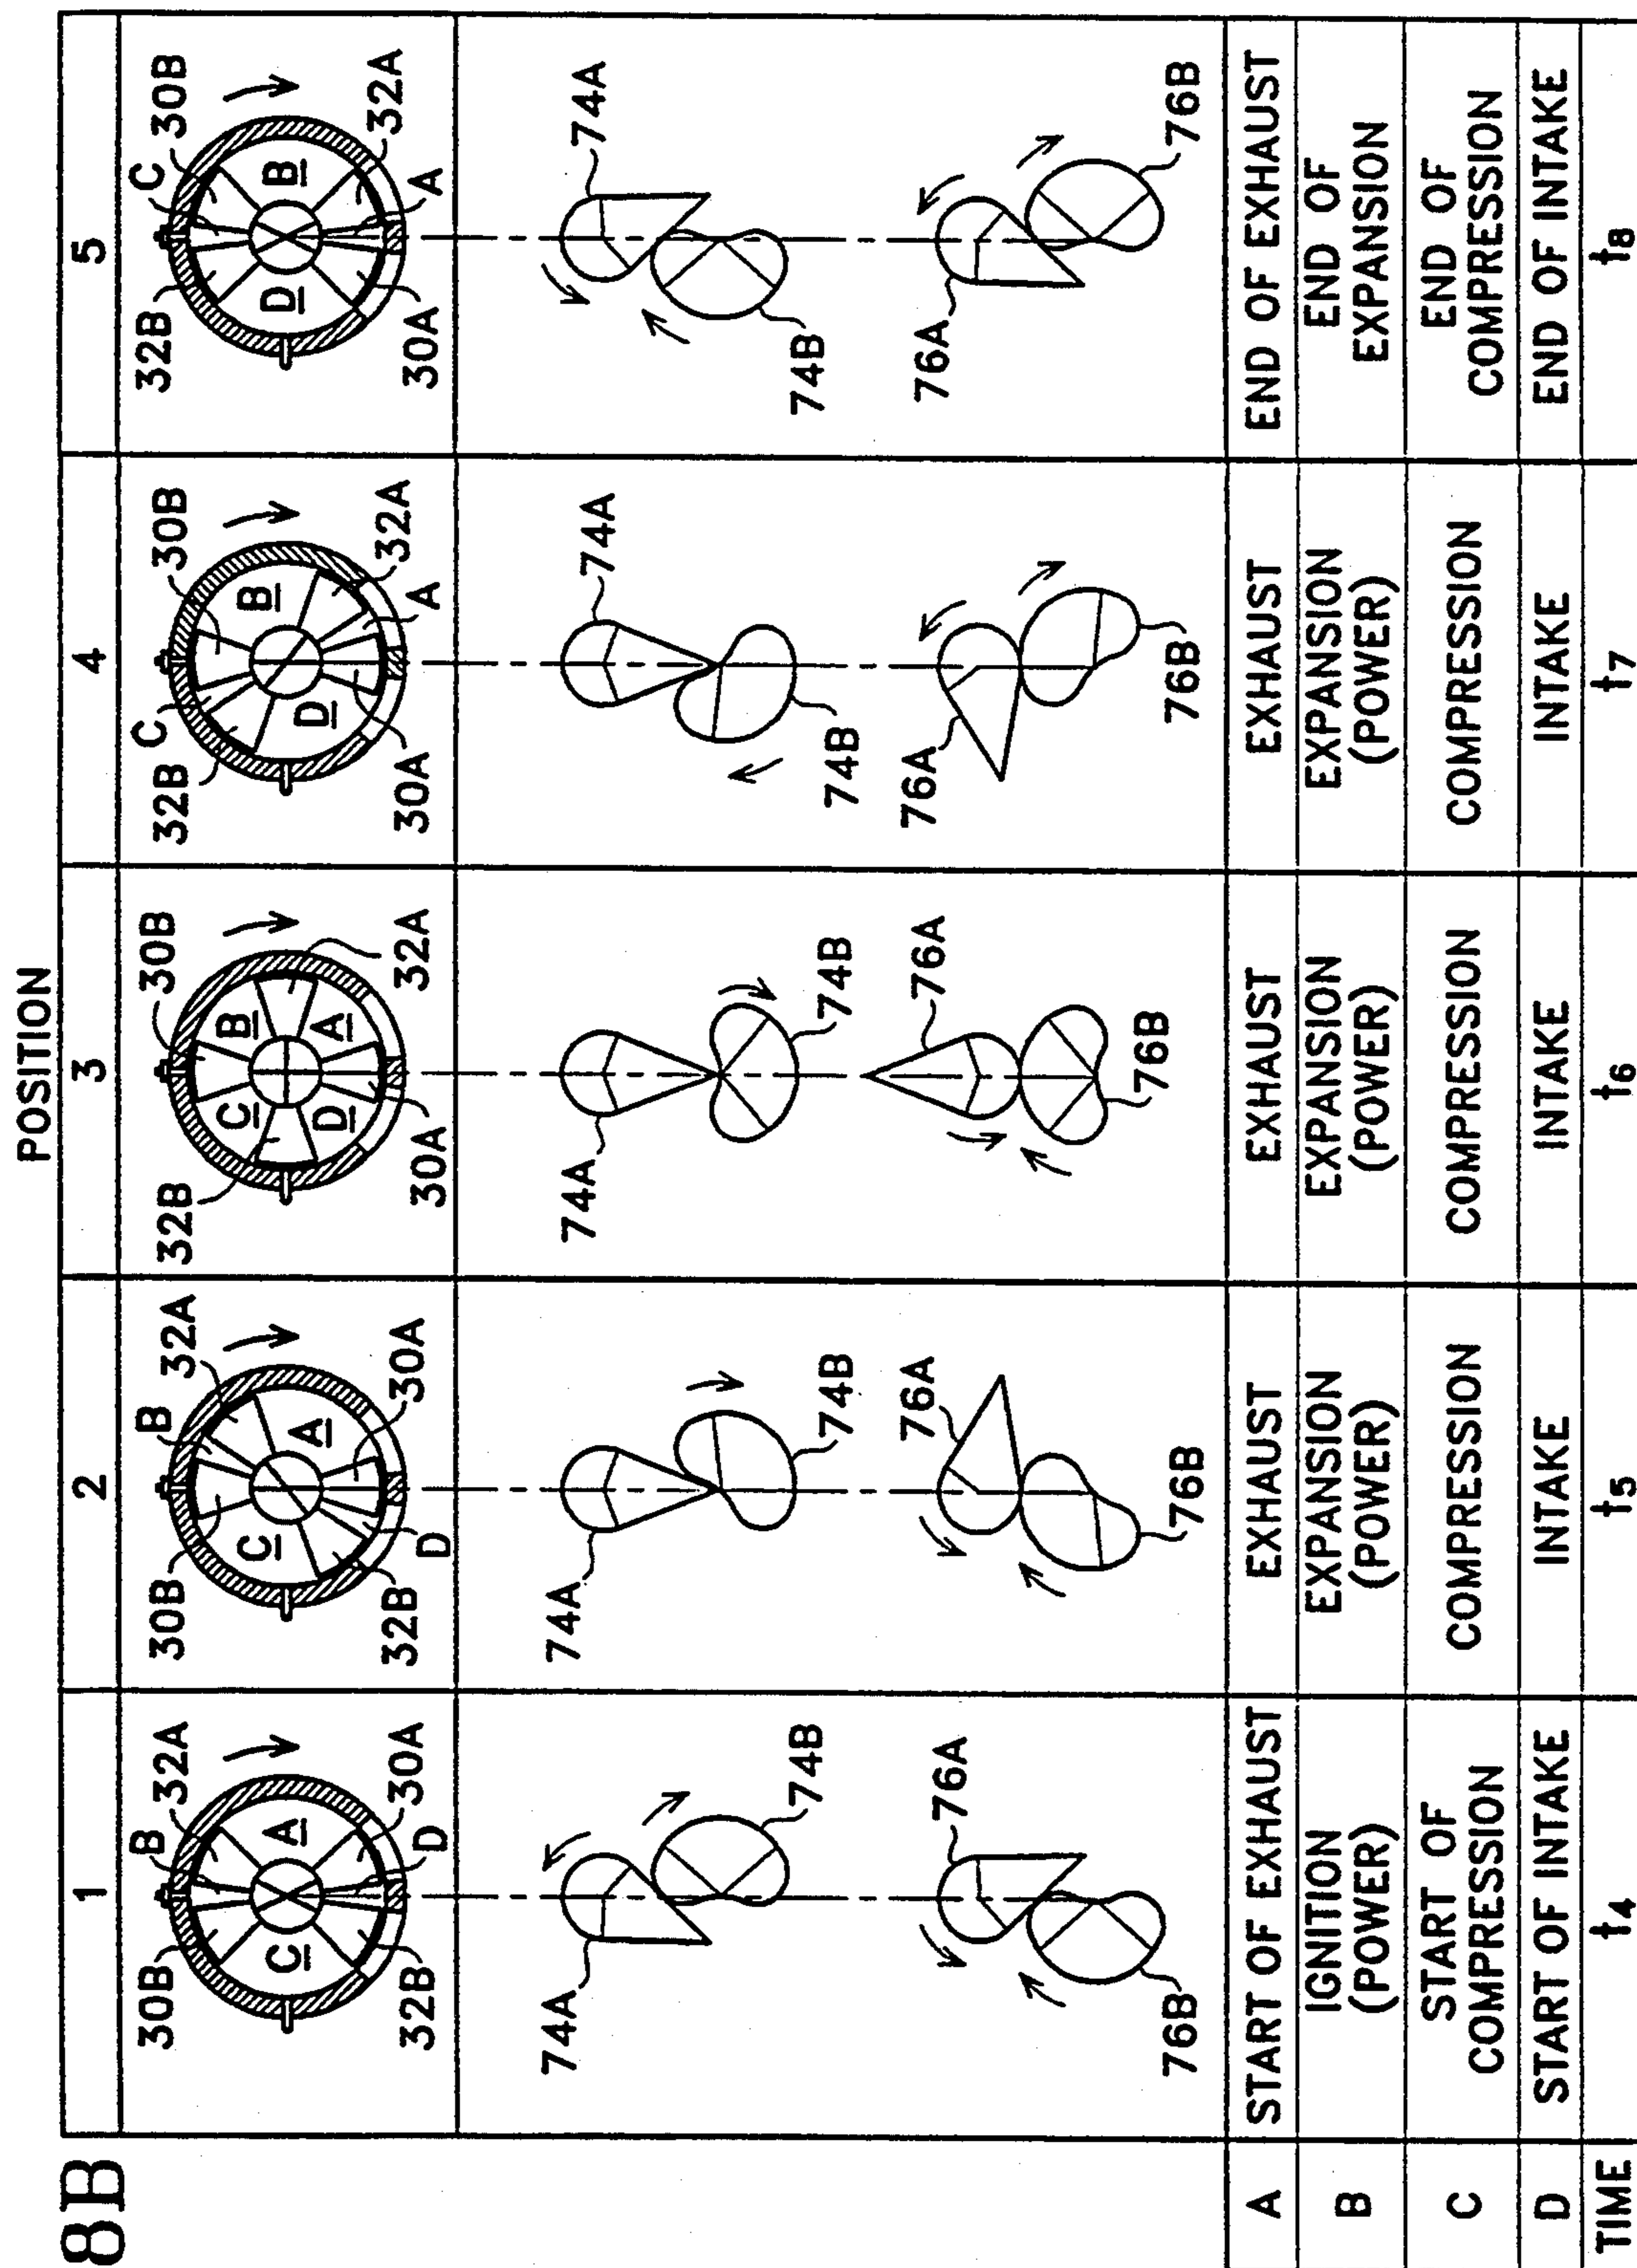 8B
POSITION
1 2 3 4 5
30B B 32A
C A
32B D 30A
30B B 32A
C A
32B D 30A
32B 30B
C B
D A
30A 32A
32B C 30B
D B
30A A 32A
32B C 30B
D B
30A A 32A
74A 74B
74A 74B
74A 74B
74A 74B
74A 74B
76A 76B
76A 76B
76A 76B
76A 76B
76A 76B
A START OF EXHAUST EXHAUST EXHAUST EXHAUST END OF EXHAUST
B IGNITION (POWER) EXPANSION (POWER) EXPANSION (POWER) EXPANSION (POWER) END OF EXPANSION
C START OF COMPRESSION COMPRESSION COMPRESSION COMPRESSION END OF COMPRESSION
D START OF INTAKE INTAKE INTAKE INTAKE END OF INTAKE
TIME t4 t5 t6 t7 t8